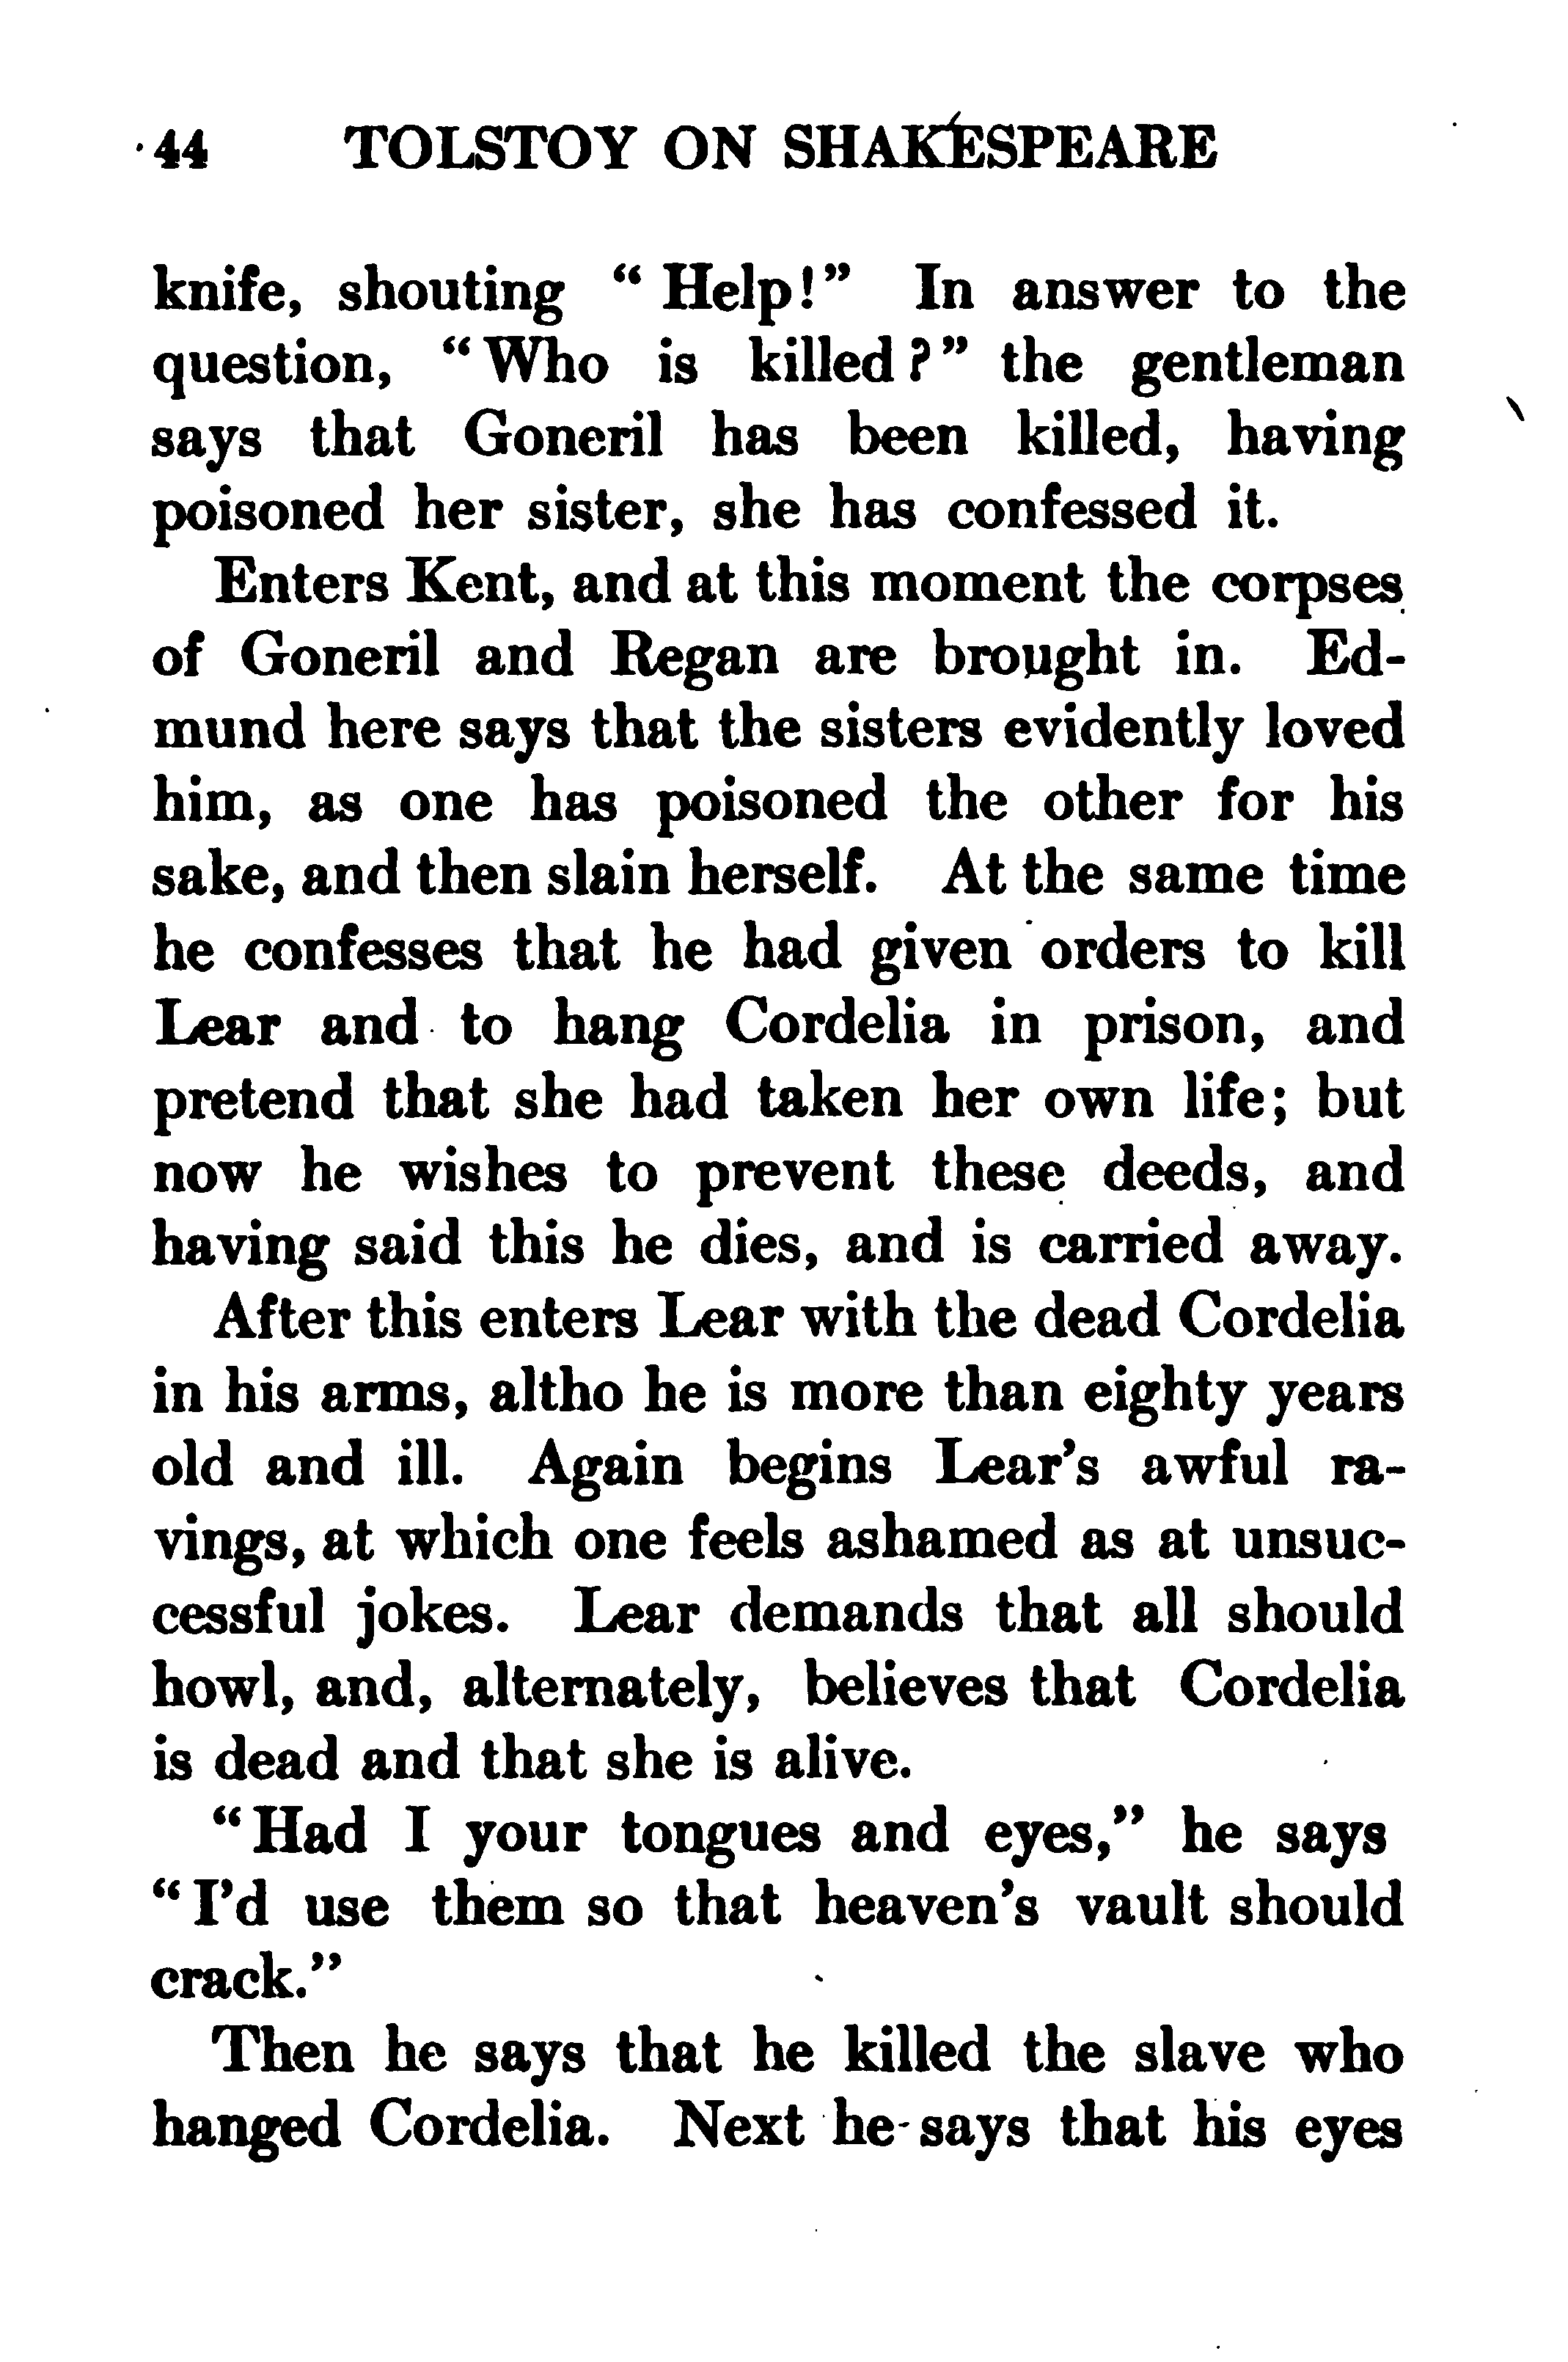 44 TOLSTOY ON SHAKESPEARE
knife, shouting "Help!" In answer to the
question, "Who is killed?" the gentleman
says that Goneril has been killed, having
poisoned her sister, she has confessed it.
Enters Kent, and at this moment the corpses
of Goneril and Regan are brought in. Ed-
mund here says that the sisters evidently loved
him, as one has poisoned the other for his
sake, and then slain herself. At the same time
he confesses that he had given orders to kill
Lear and to hang Cordelia in prison, and
pretend that she had taken her own life; but
now he wishes to prevent these deeds, and
having said this he dies, and is carried away.
After this enters Lear with the dead Cordelia
in his arms, altho he is more than eighty years
old and ill. Again begins Lear's awful ra-
vings, at which one feels ashamed as at unsuc-
cessful jokes. Lear demands that all should
howl, and, alternately, believes that Cordelia
is dead and that she is alive.
"Had I your tongues and eyes," he says
"I'd use them so that heaven's vault should
crack."
Then he says that he killed the slave who
hanged Cordelia. Next he says that his eyes